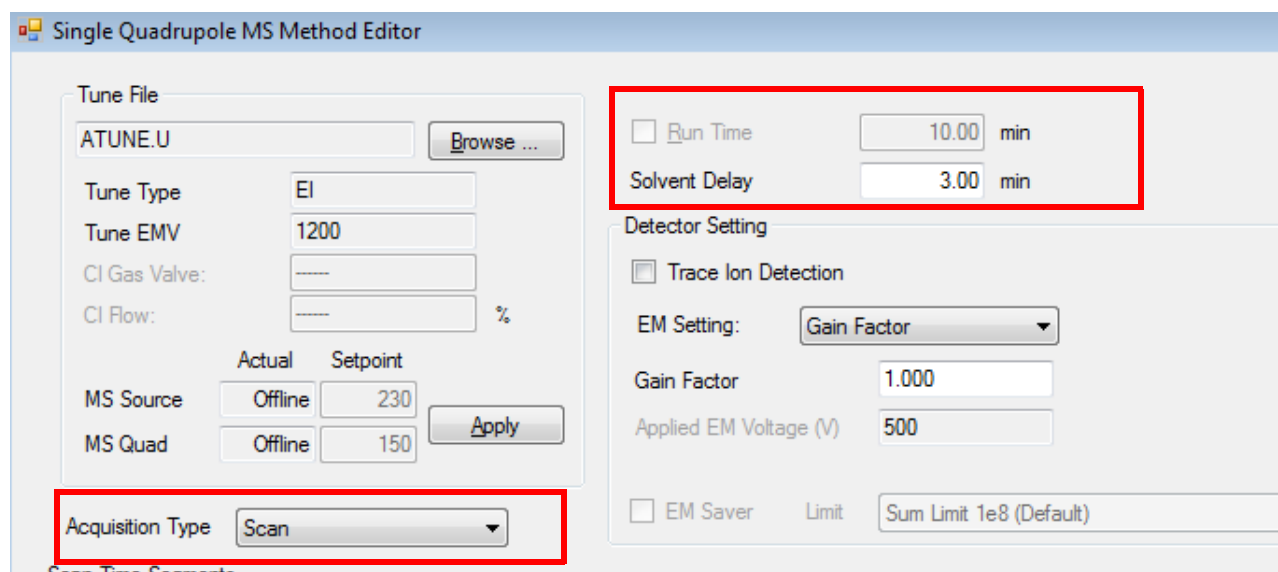 Single Quadrupole MS Method Editor
Tune File
ATUNE.U Browse ...
Tune Type EI
Tune EMV 1200
CI Gas Valve: ------
CI Flow: ------ %
Actual Setpoint
MS Source Offline 230
MS Quad Offline 150
Apply
Acquisition Type Scan
Scan Time Segments
Run Time 10.00 min
Solvent Delay 3.00 min
Detector Setting
Trace Ion Detection
EM Setting: Gain Factor
Gain Factor 1.000
Applied EM Voltage (V) 500
EM Saver Limit Sum Limit 1e8 (Default)